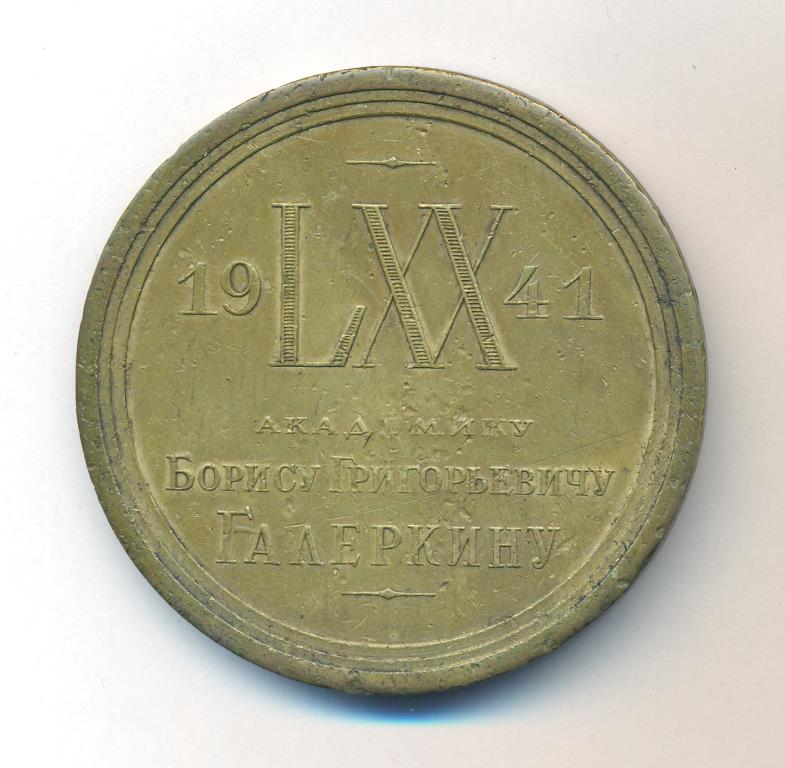 19 LXX 41
АКАДЕМИКУ
БОРИСУ ГРИГОРЬЕВИЧУ
ГАЛЕРКИНУ